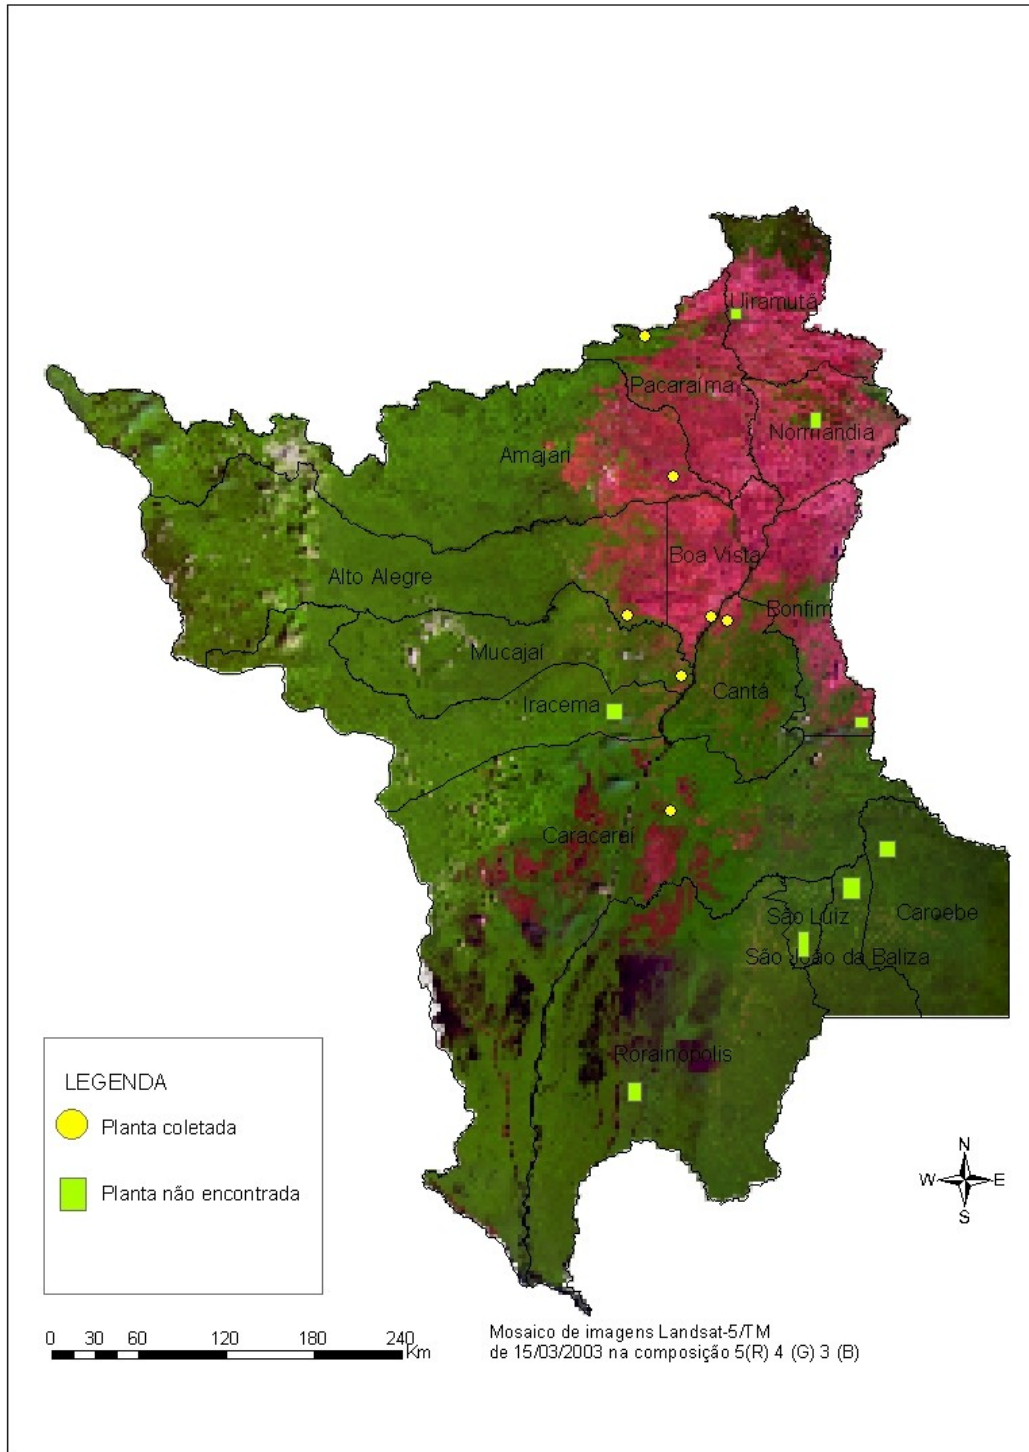 Uiramutã
Pacaraíma
Normandia
Amajari
Boa Vista
Alto Alegre
Bonfim
Mucajaí
Cantá
Iracema
Caracaraí
São Luiz
Caroebe
São João da Baliza
Rorainopolis
LEGENDA
Planta coletada
Planta não encontrada
N
W E
S
0 30 60 120 180 240
Km
Mosaico de imagens Landsat-5/TM
de 15/03/2003 na composição 5(R) 4 (G) 3 (B)